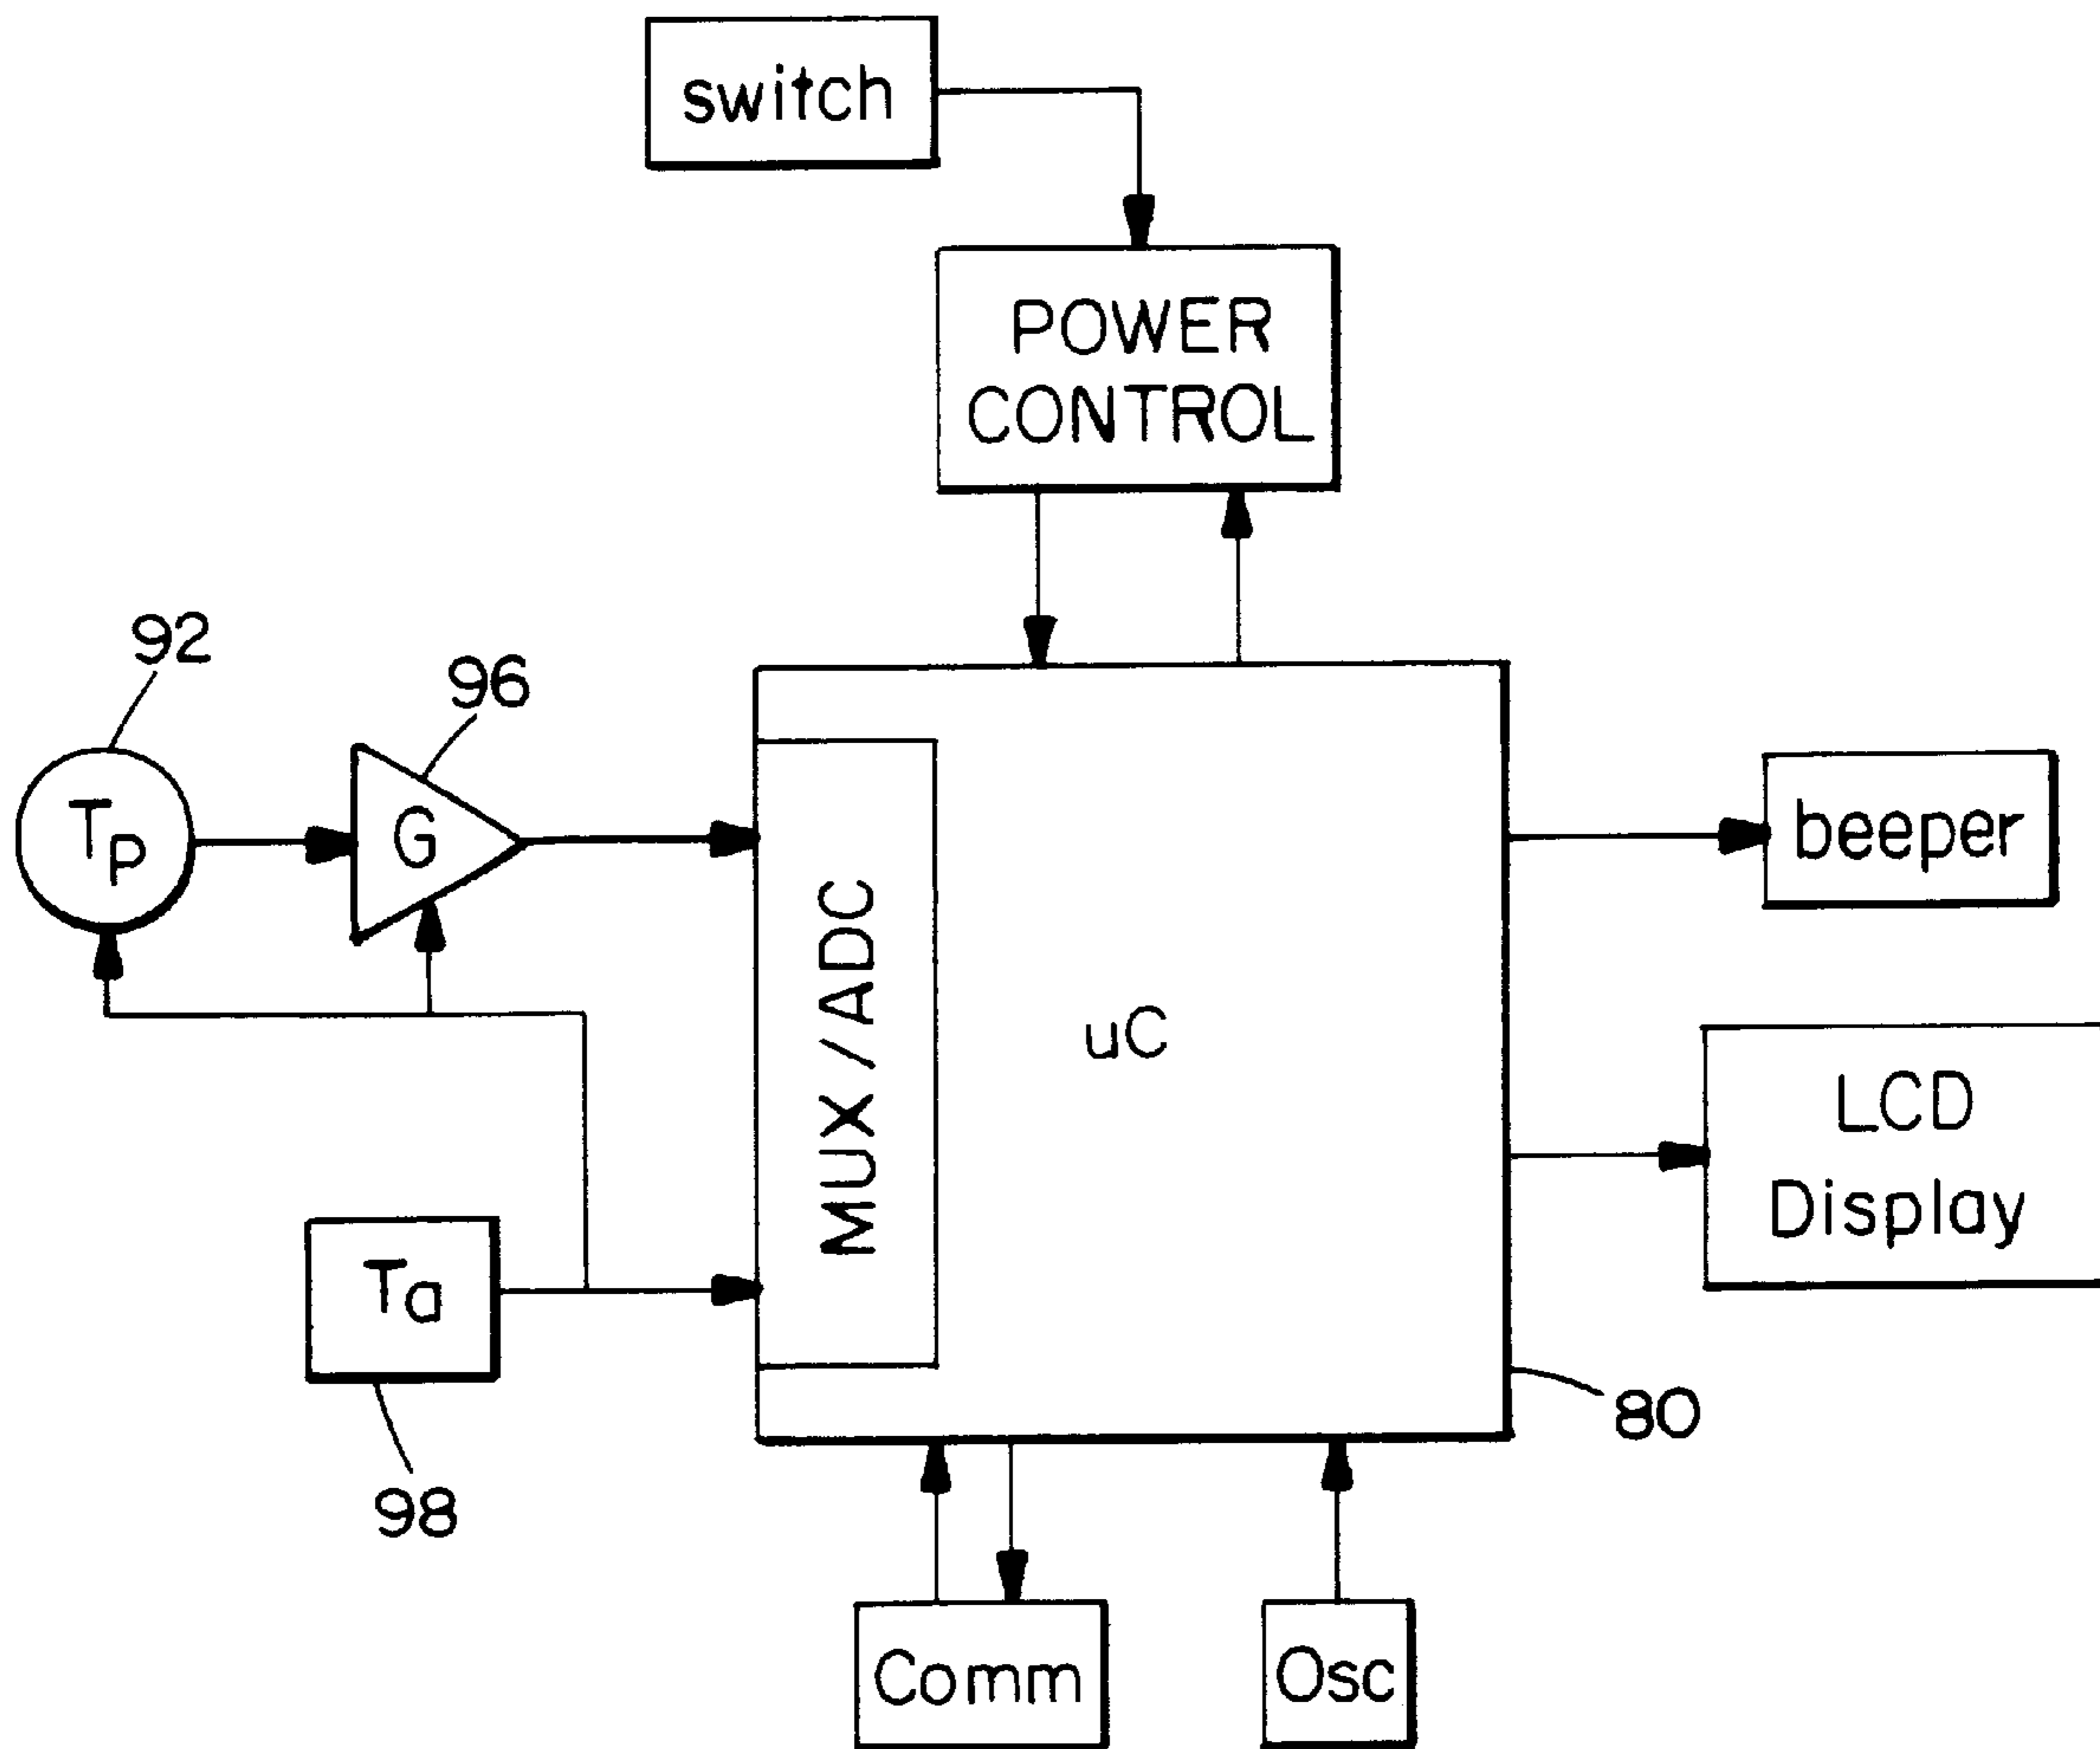 switch
POWER
CONTROL
92
96
TP
G
MUX/ADC
uC
beeper
LCD
Display
Ta
98
80
Comm
Osc